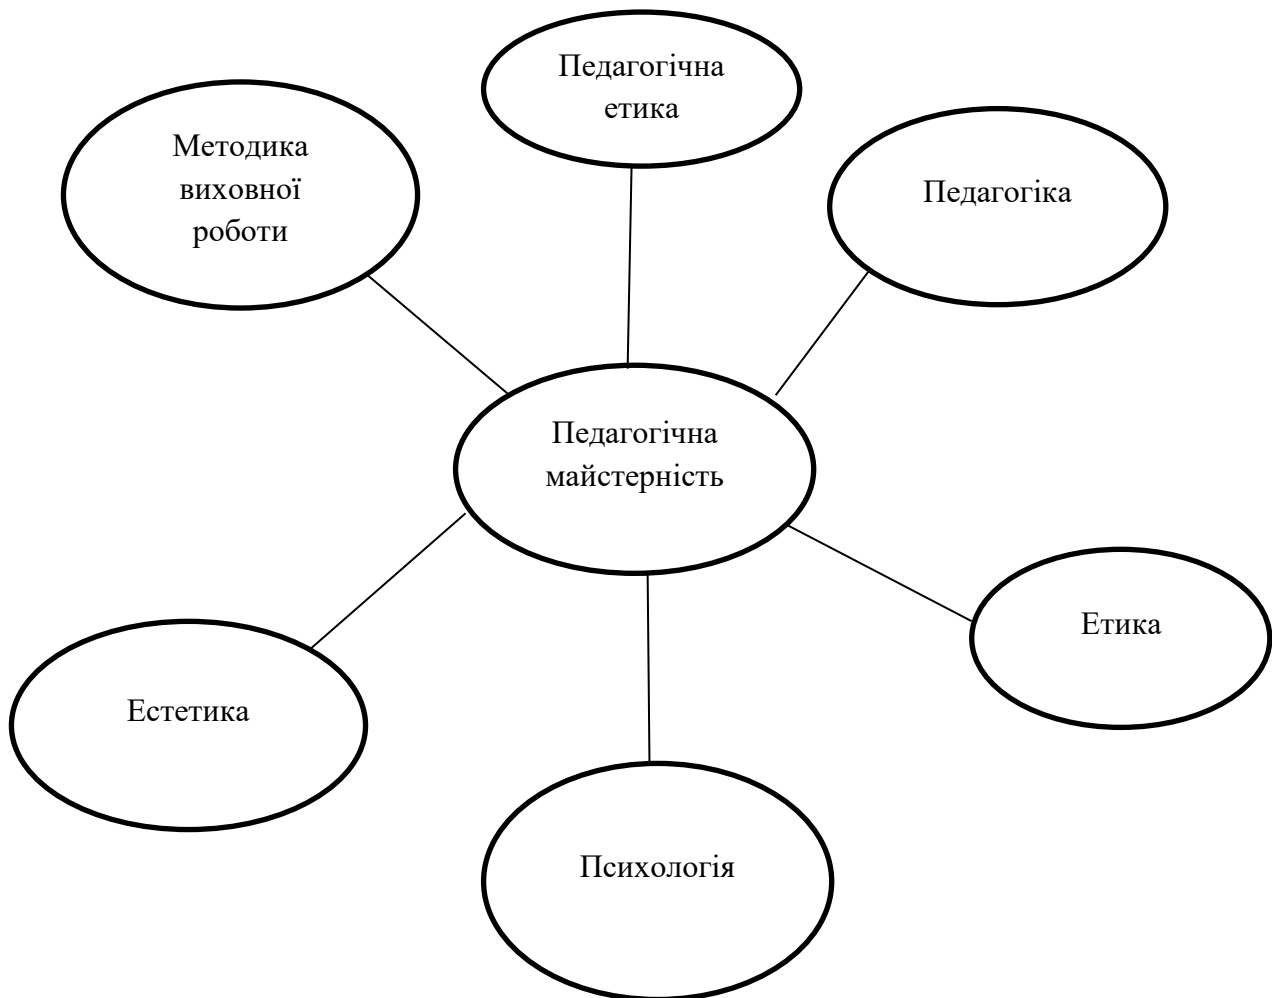 Педагогічна
етика
Методика
виховної
роботи
Педагогіка
Педагогічна
майстерність
Етика
Естетика
Психологія